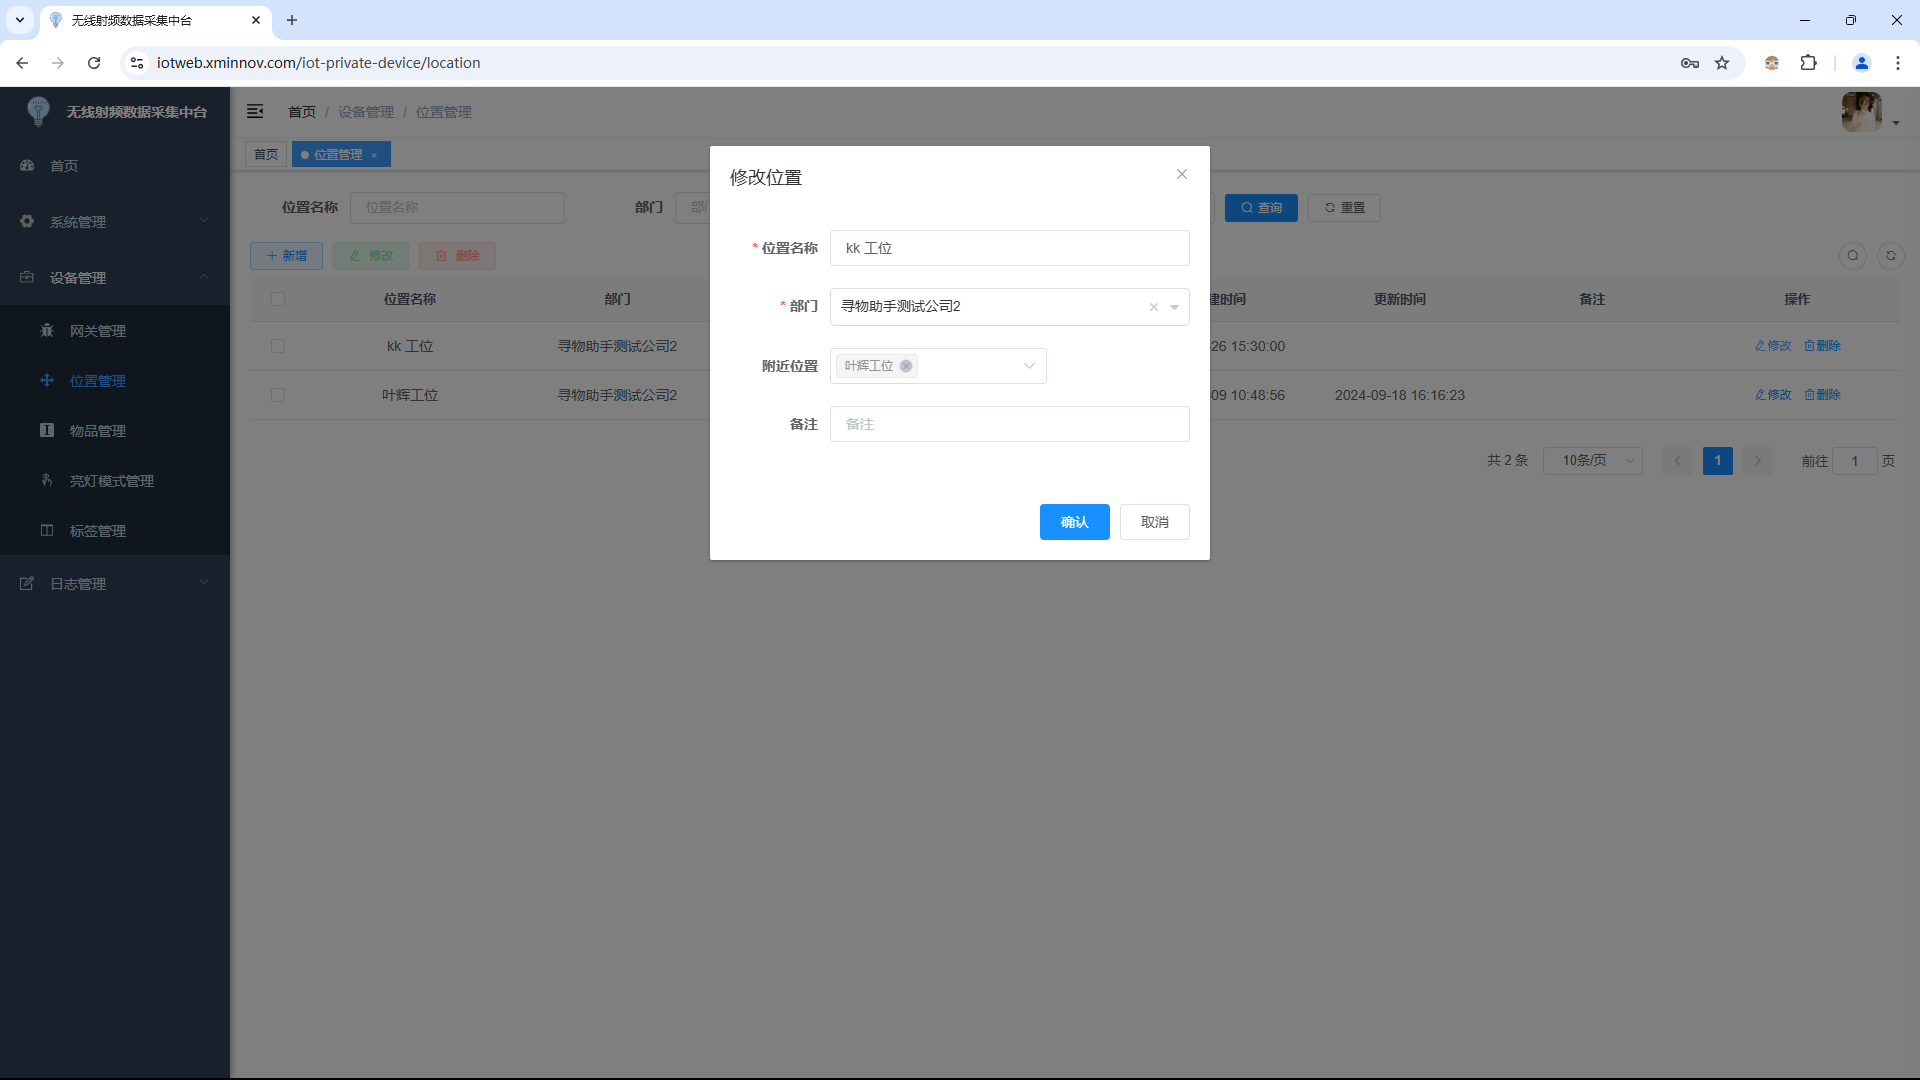 无线射频数据采集中台
iotweb.xminnov.com/iot-private-device/location
无线射频数据采集中台
首页 / 设备管理 / 位置管理
首页
位置管理 ×
首页
系统管理
设备管理
网关管理
位置管理
物品管理
亮灯模式管理
标签管理
日志管理
位置名称 位置名称
部门
查询
重置
新增
修改
删除
位置名称 部门 建时间 更新时间 备注 操作
kk 工位 寻物助手测试公司2 26 15:30:00 修改 删除
叶辉工位 寻物助手测试公司2 09 10:48:56 2024-09-18 16:16:23 修改 删除
共 2 条 10条/页 1 前往 1 页
修改位置
* 位置名称 kk 工位
* 部门 寻物助手测试公司2
附近位置 叶辉工位
备注 备注
确认 取消